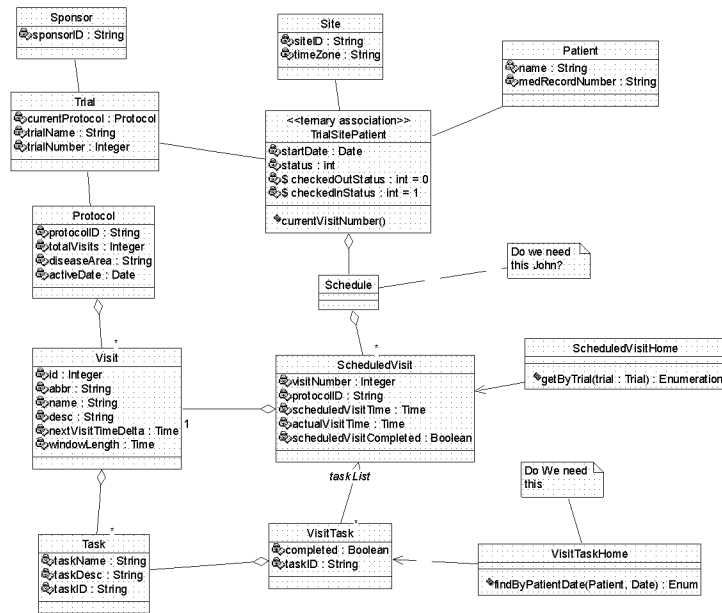 Sponsor
sponsorID : String
Site
siteID : String
timeZone : String
Patient
name : String
medRecordNumber : String
Trial
currentProtocol : Protocol
trialName : String
trialNumber : Integer
<<ternary association>>
TrialSitePatient
startDate : Date
status : int
$ checkedOutStatus : int = 0
$ checkedInStatus : int = 1
currentVisitNumber()
Protocol
protocolID : String
totalVisits : Integer
diseaseArea : String
activeDate : Date
Schedule
Do we need
this John?
*
Visit
id : Integer
abbr : String
name : String
desc : String
nextVisitTimeDelta : Time
windowLength : Time
1
*
ScheduledVisit
visitNumber : Integer
protocolID : String
scheduledVisitTime : Time
actualVisitTime : Time
scheduledVisitCompleted : Boolean
ScheduledVisitHome
getByTrial(trial : Trial) : Enumeration
taskList
Do We need
this
*
Task
taskName : String
taskDesc : String
taskID : String
*
VisitTask
completed : Boolean
taskID : String
VisitTaskHome
findByPatientDate(Patient, Date) : Enum